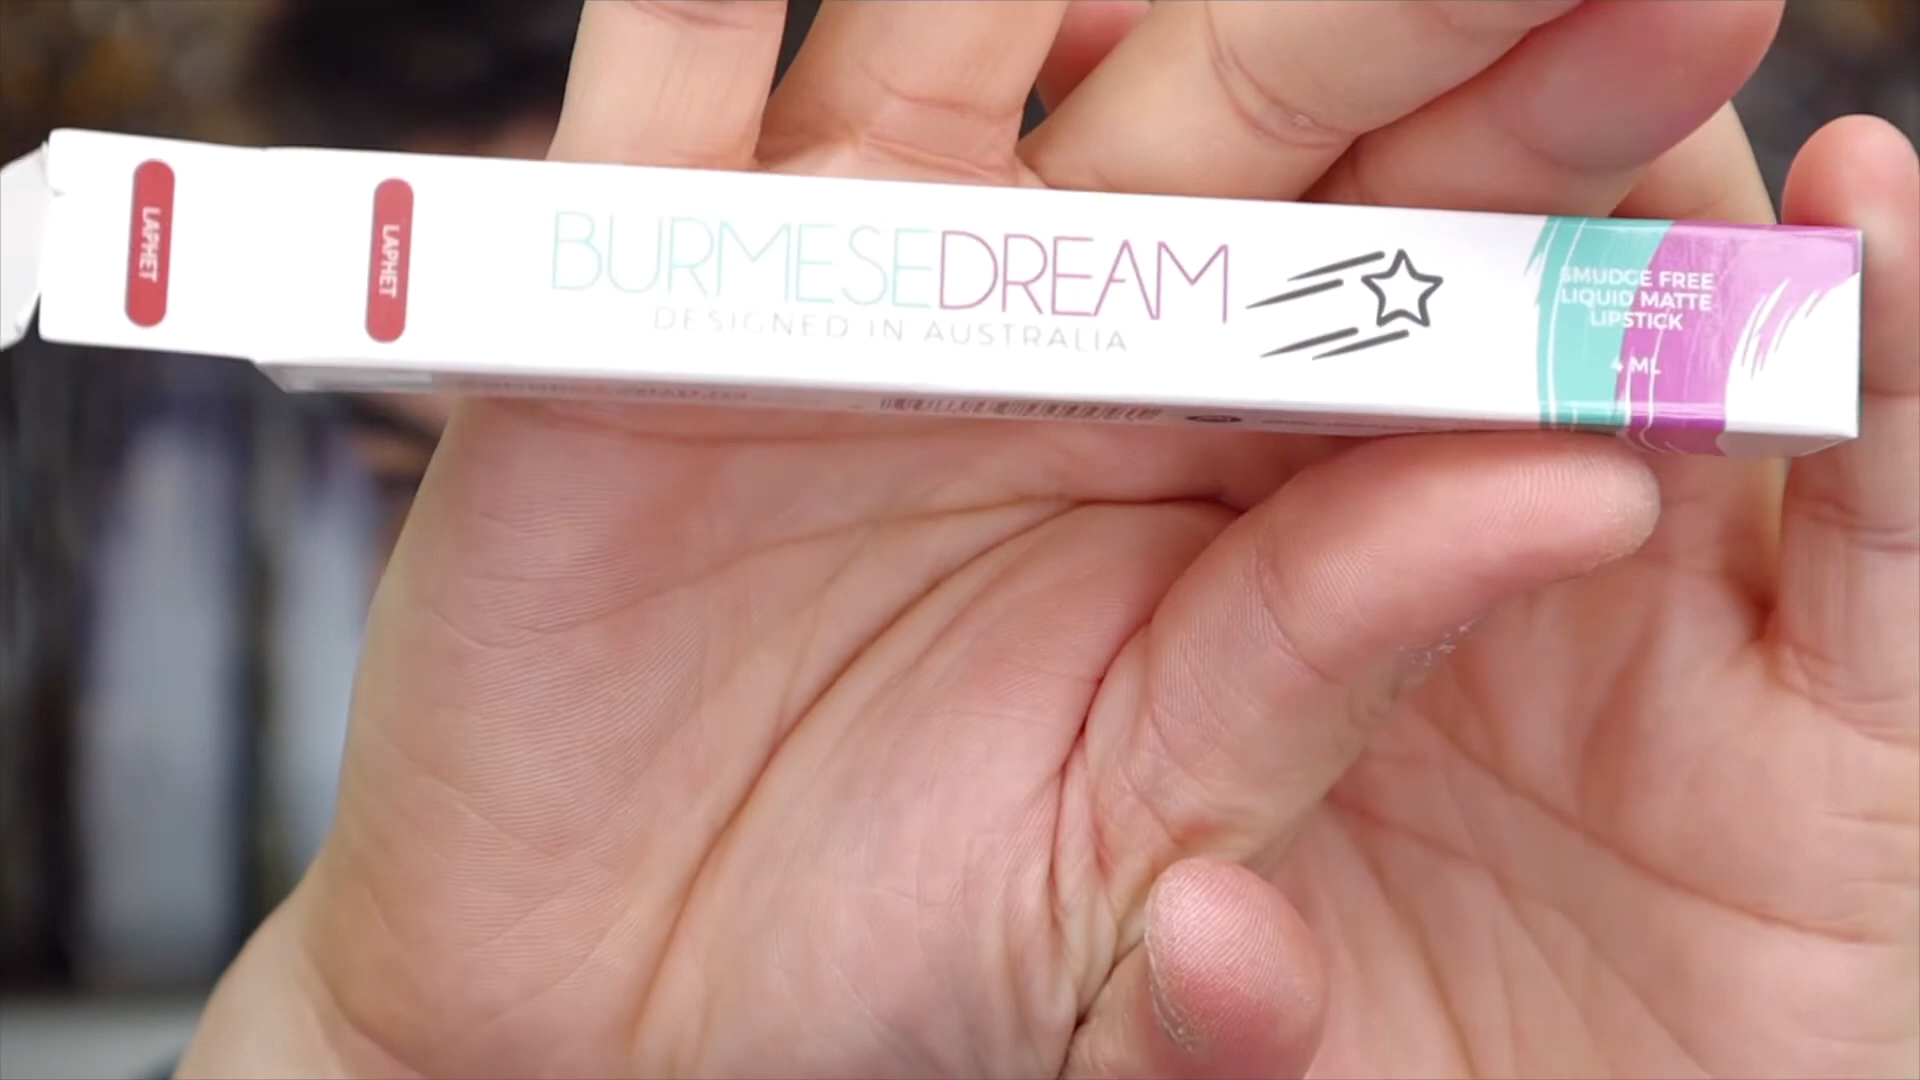 LAPHET
LAPHET
BURMESEDREAM
DESIGNED IN AUSTRALIA
SMUDGE FREE
LIQUID MATTE
LIPSTICK
4 ML